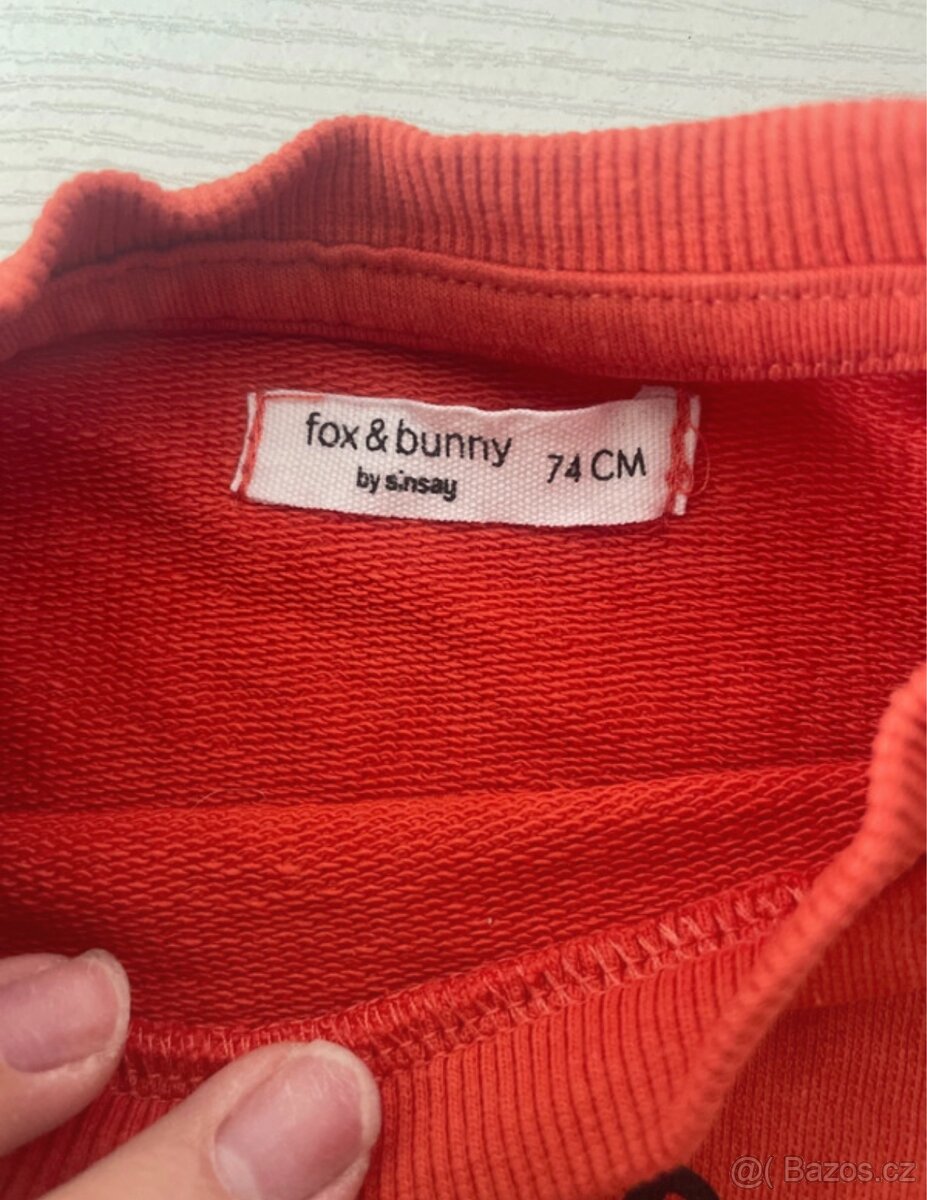 fox & bunny 74 CM
by sinsay
@( Bazos.cz